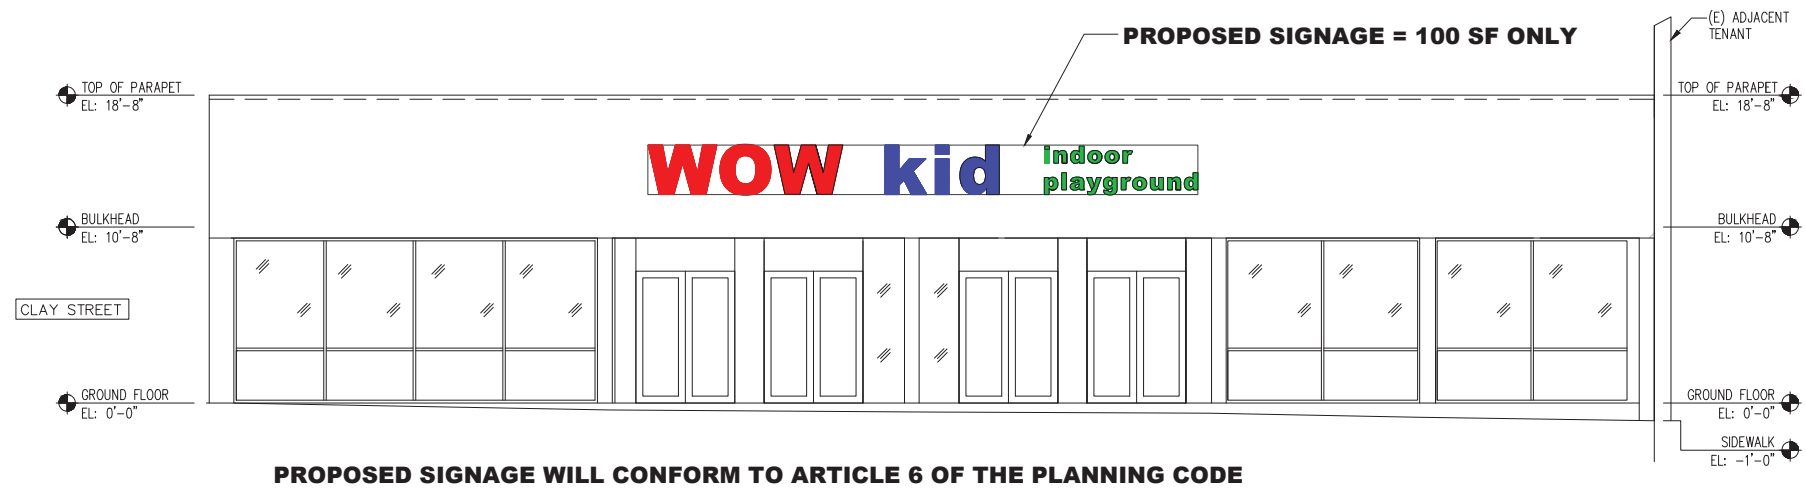 (E) ADJACENT
TENANT
PROPOSED SIGNAGE = 100 SF ONLY
TOP OF PARAPET
EL: 18'-8"
TOP OF PARAPET
EL: 18'-8"
WOW kid indoor
playground
BULKHEAD
EL: 10'-8"
BULKHEAD
EL: 10'-8"
CLAY STREET
GROUND FLOOR
EL: 0'-0"
GROUND FLOOR
EL: 0'-0"
SIDEWALK
EL: -1'-0"
PROPOSED SIGNAGE WILL CONFORM TO ARTICLE 6 OF THE PLANNING CODE